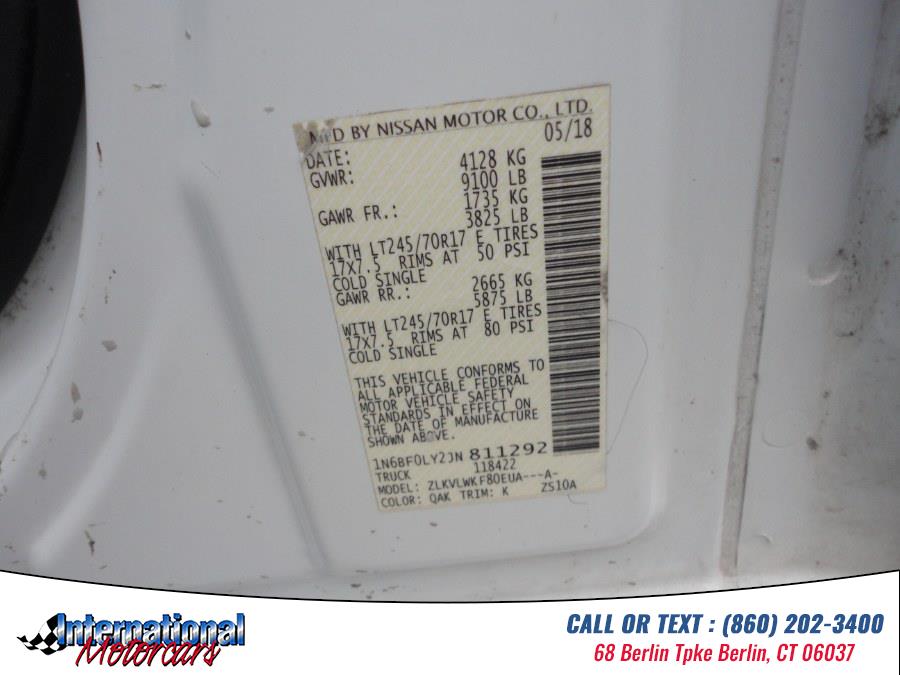 MFD BY NISSAN MOTOR CO., LTD.
DATE: 05/18
GVWR: 4128 KG
9100 LB
GAWR FR.: 1735 KG
3825 LB
WITH LT245/70R17 E TIRES
17X7.5 RIMS AT 50 PSI
COLD SINGLE
GAWR RR.: 2665 KG
5875 LB
WITH LT245/70R17 E TIRES
17X7.5 RIMS AT 80 PSI
COLD SINGLE
THIS VEHICLE CONFORMS TO
ALL APPLICABLE FEDERAL
MOTOR VEHICLE SAFETY
STANDARDS IN EFFECT ON
THE DATE OF MANUFACTURE
SHOWN ABOVE.
1N6BF0LY2JN 811292
TRUCK 118422
MODEL: ZLKVLWKF80EUA---A-
COLOR: QAK TRIM: K ZS10A
International
Motorcars
CALL OR TEXT : (860) 202-3400
68 Berlin Tpke Berlin, CT 06037